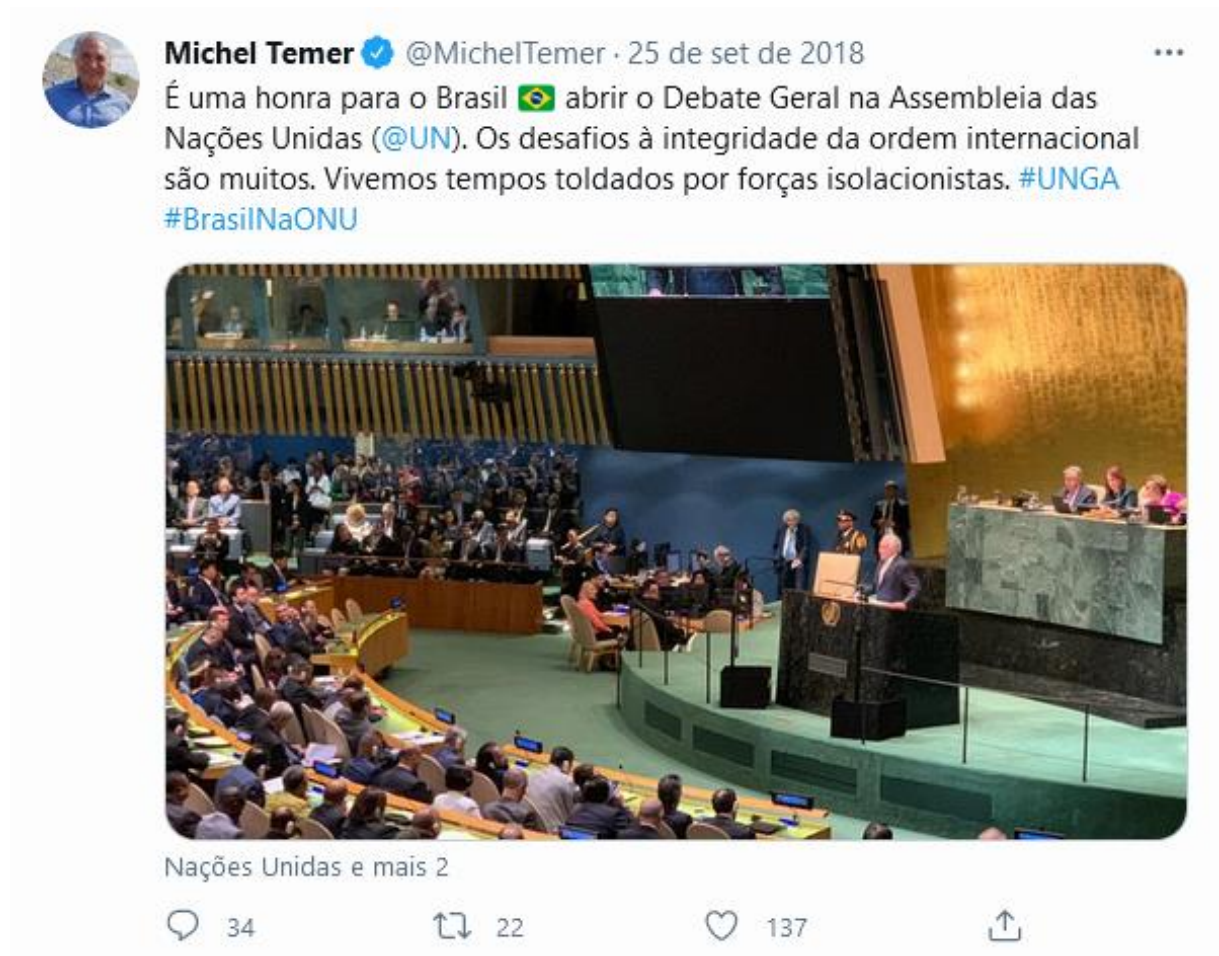 Michel Temer @MichelTemer · 25 de set de 2018
É uma honra para o Brasil 🇧🇷 abrir o Debate Geral na Assembleia das
Nações Unidas (@UN). Os desafios à integridade da ordem internacional
são muitos. Vivemos tempos toldados por forças isolacionistas. #UNGA
#BrasilNaONU
Nações Unidas e mais 2
34 22 137